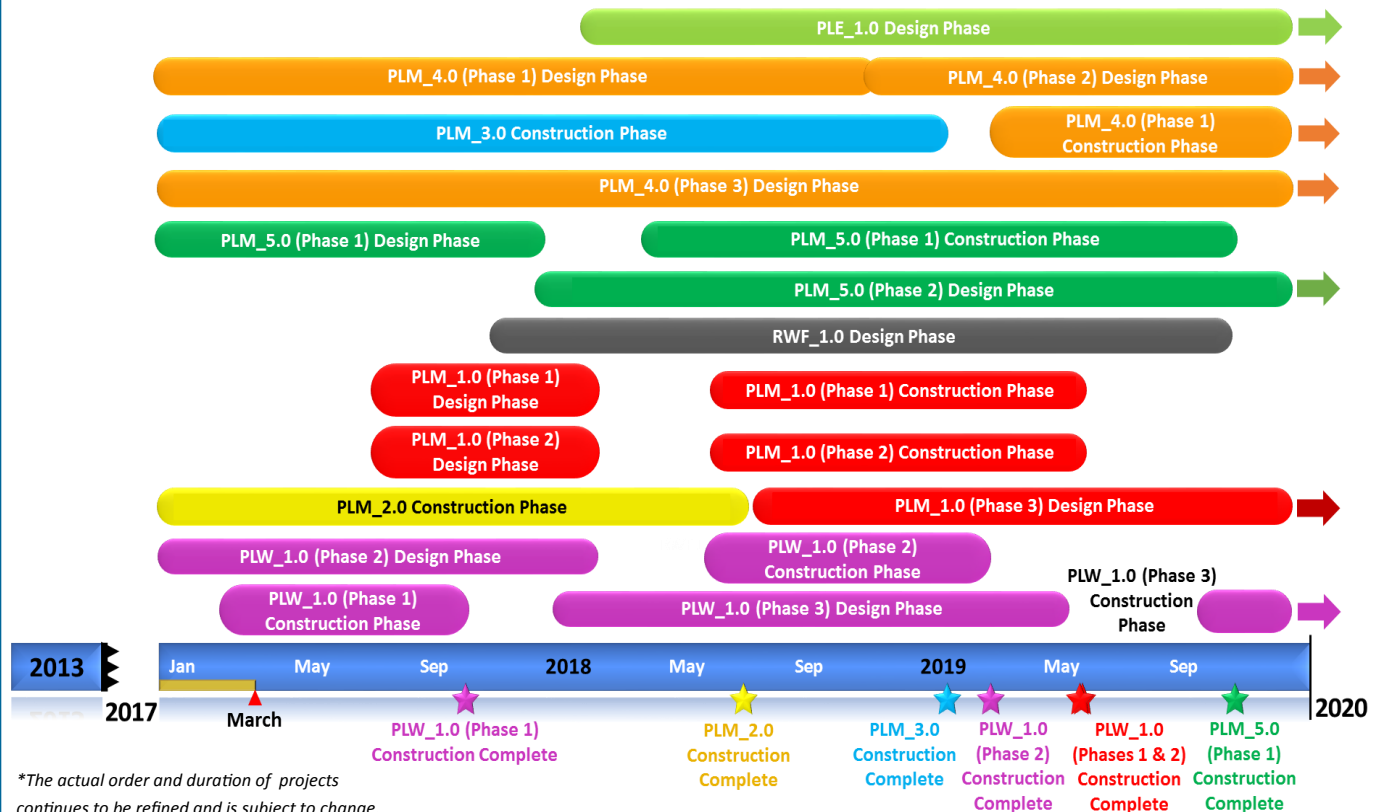 PLE_1.0 Design Phase
PLM_4.0 (Phase 1) Design Phase
PLM_4.0 (Phase 2) Design Phase
PLM_3.0 Construction Phase
PLM_4.0 (Phase 1)
Construction Phase
PLM_4.0 (Phase 3) Design Phase
PLM_5.0 (Phase 1) Design Phase
PLM_5.0 (Phase 1) Construction Phase
PLM_5.0 (Phase 2) Design Phase
RWF_1.0 Design Phase
PLM_1.0 (Phase 1)
Design Phase
PLM_1.0 (Phase 1) Construction Phase
PLM_1.0 (Phase 2)
Design Phase
PLM_1.0 (Phase 2) Construction Phase
PLM_2.0 Construction Phase
PLM_1.0 (Phase 3) Design Phase
PLW_1.0 (Phase 2) Design Phase
PLW_1.0 (Phase 2)
Construction Phase
PLW_1.0 (Phase 1)
Construction Phase
PLW_1.0 (Phase 3) Design Phase
PLW_1.0 (Phase 3)
Construction
Phase
2013
Jan
May
Sep
2018
May
Sep
2019
May
Sep
2017
March
2020
PLW_1.0 (Phase 1)
Construction Complete
PLM_2.0
Construction
Complete
PLM_3.0
Construction
Complete
PLW_1.0
(Phase 2)
Construction
Complete
PLW_1.0
(Phases 1 & 2)
Construction
Complete
PLM_5.0
(Phase 1)
Construction
Complete
*The actual order and duration of projects
continues to be refined and is subject to change